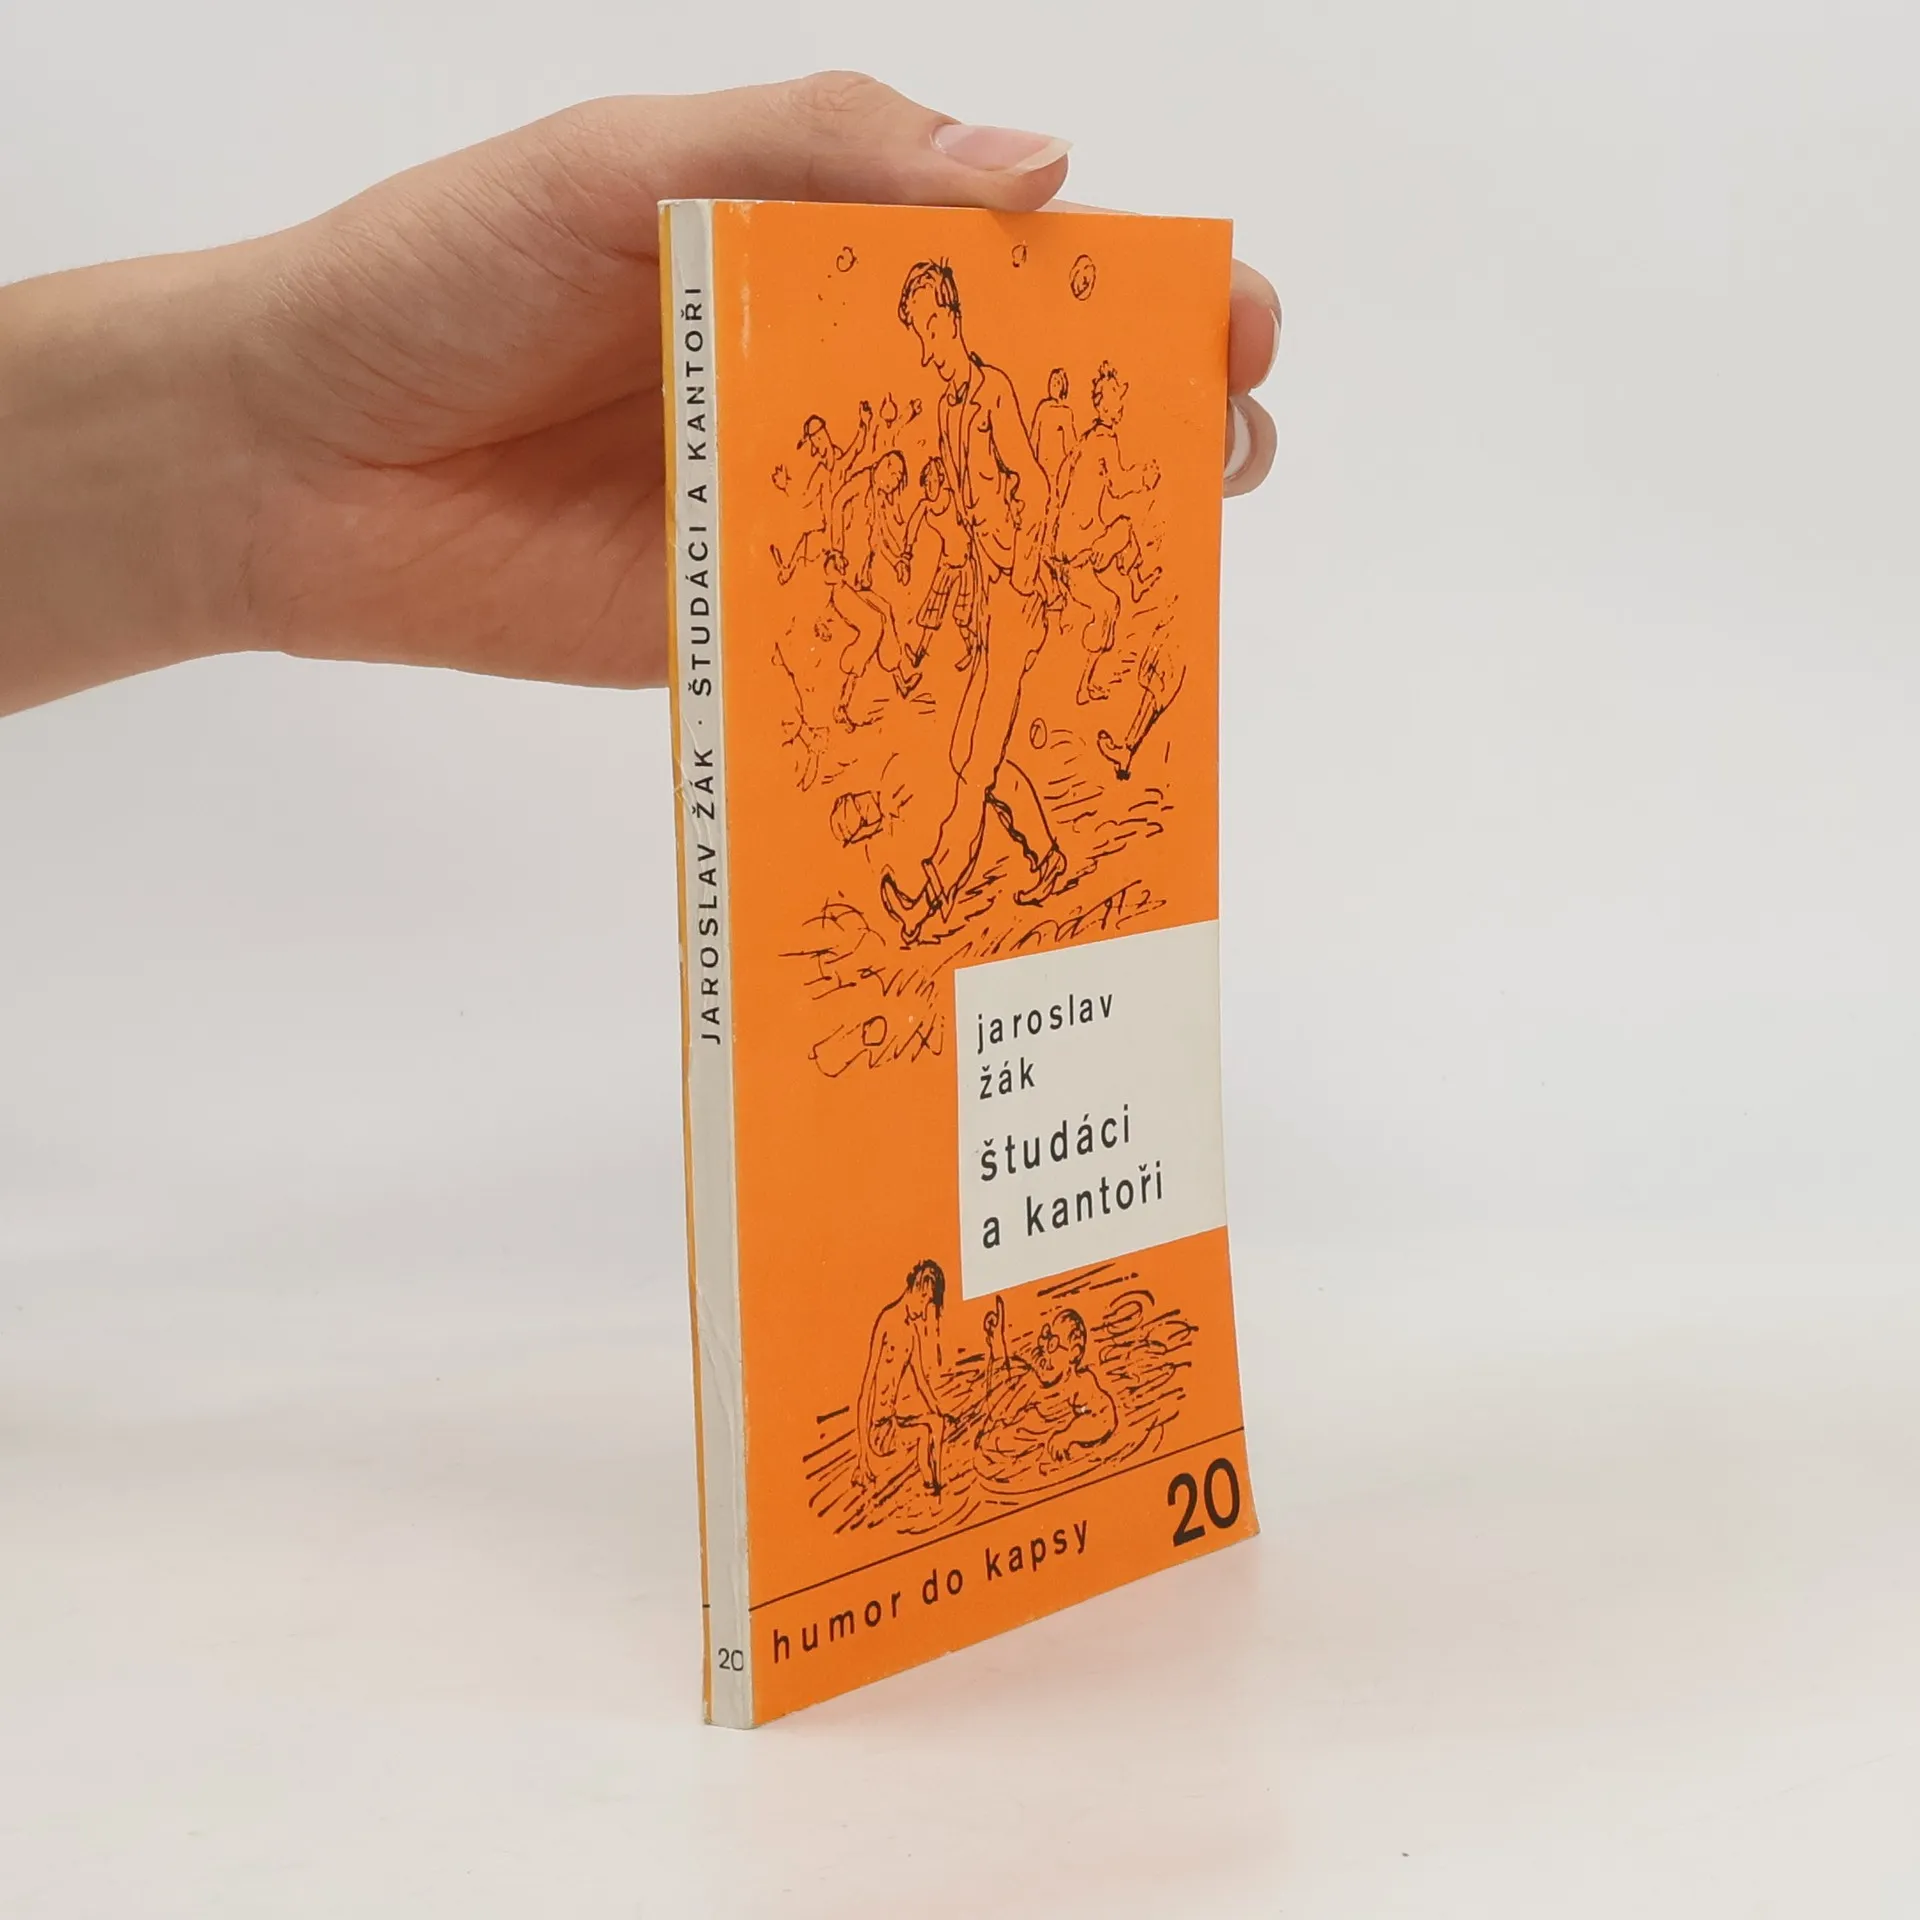 JAROSLAV ŽÁK · ŠTUDÁCI A KANTOŘI
20
jaroslav
žák
študáci
a kantoři
humor do kapsy
20